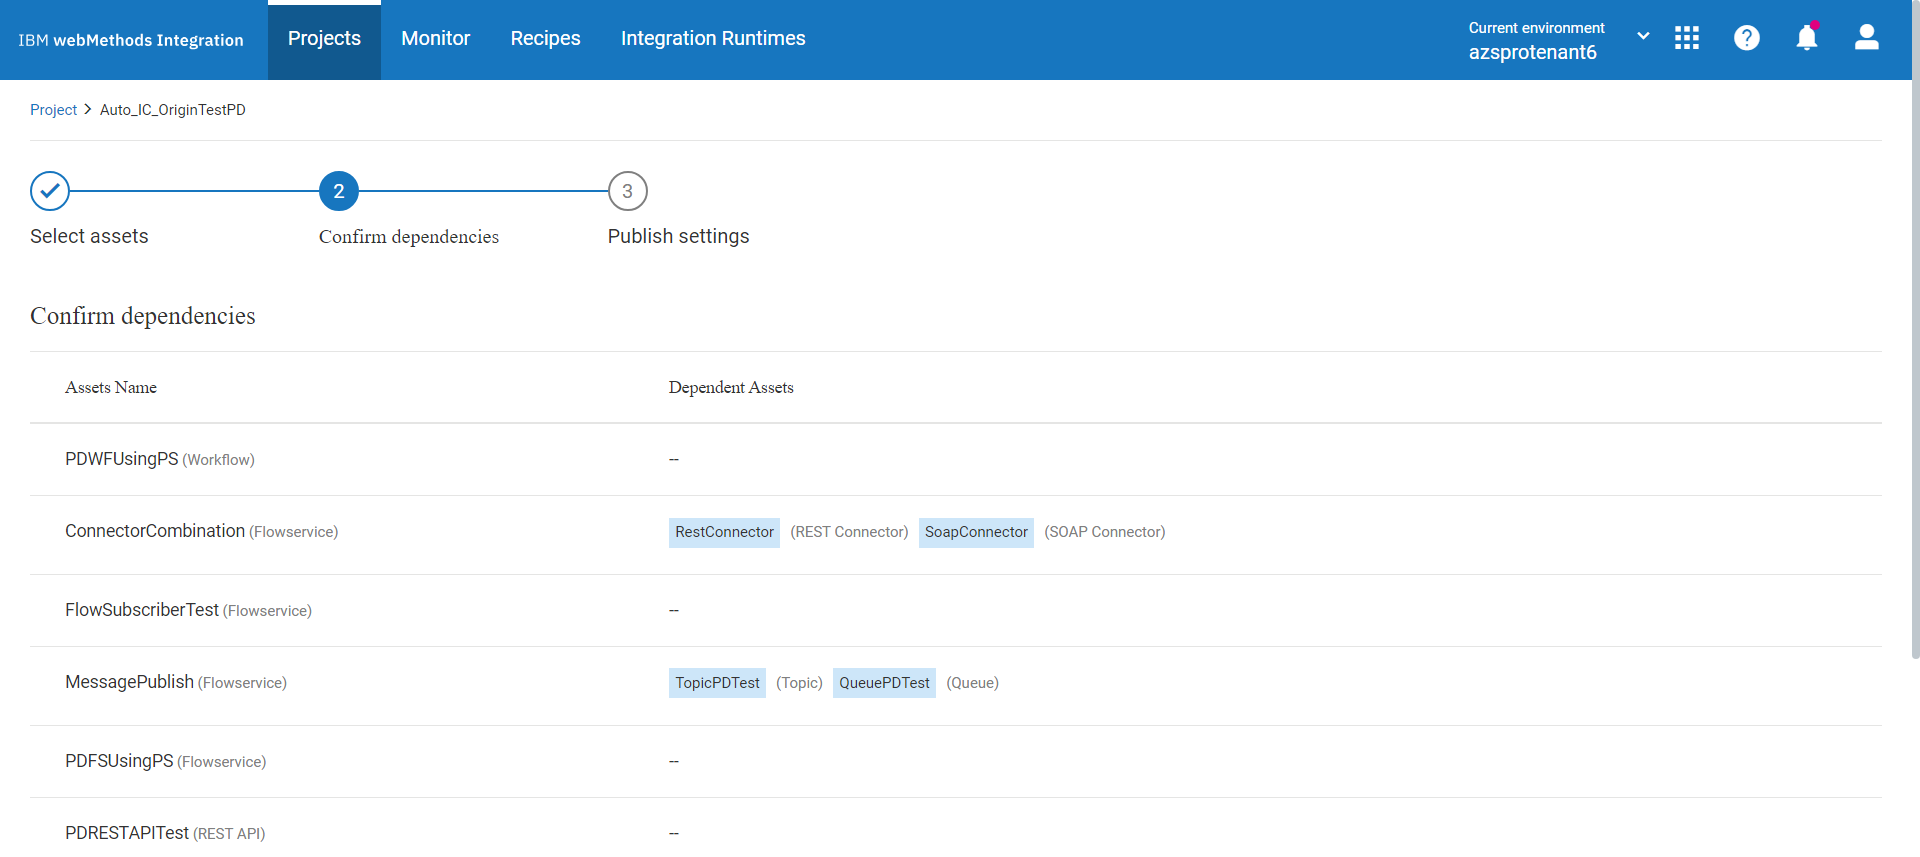 IBM webMethods Integration Projects Monitor Recipes Integration Runtimes Current environment
azsprotenant6
Project > Auto_IC_OriginTestPD
2 3
Select assets Confirm dependencies Publish settings
Confirm dependencies
Assets Name Dependent Assets
PDWFUsingPS (Workflow) --
ConnectorCombination (Flowservice) RestConnector (REST Connector) SoapConnector (SOAP Connector)
FlowSubscriberTest (Flowservice) --
MessagePublish (Flowservice) TopicPDTest (Topic) QueuePDTest (Queue)
PDFSUsingPS (Flowservice) --
PDRESTAPITest (REST API) --